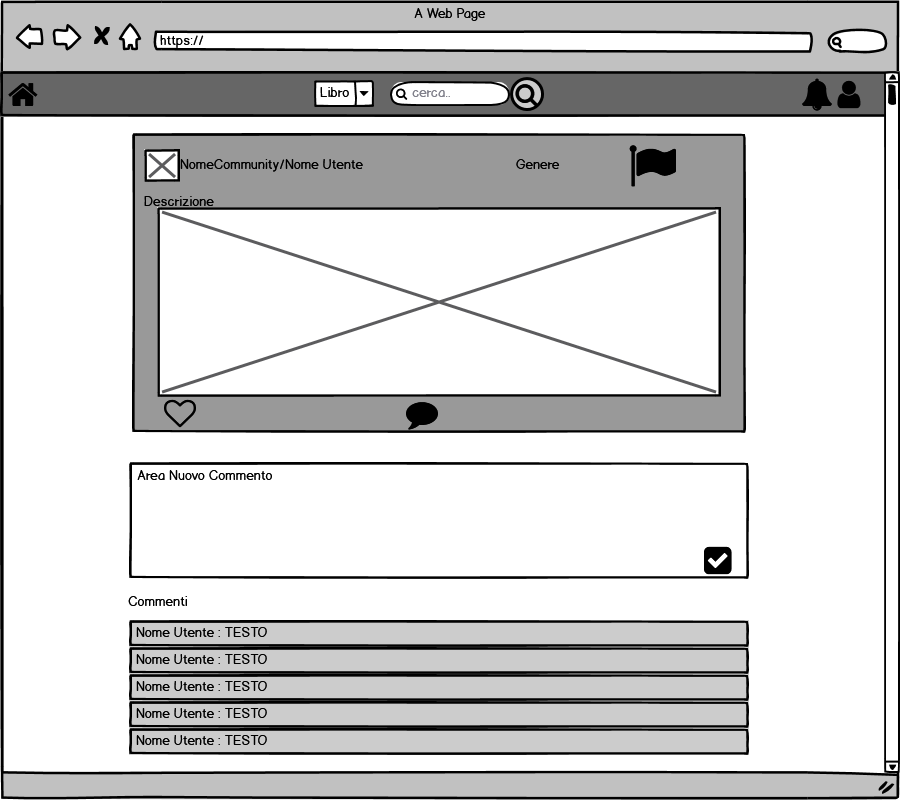 A Web Page
https://
Libro
cerca..
NomeCommunity/Nome Utente
Genere
Descrizione
Area Nuovo Commento
Commenti
Nome Utente : TESTO
Nome Utente : TESTO
Nome Utente : TESTO
Nome Utente : TESTO
Nome Utente : TESTO